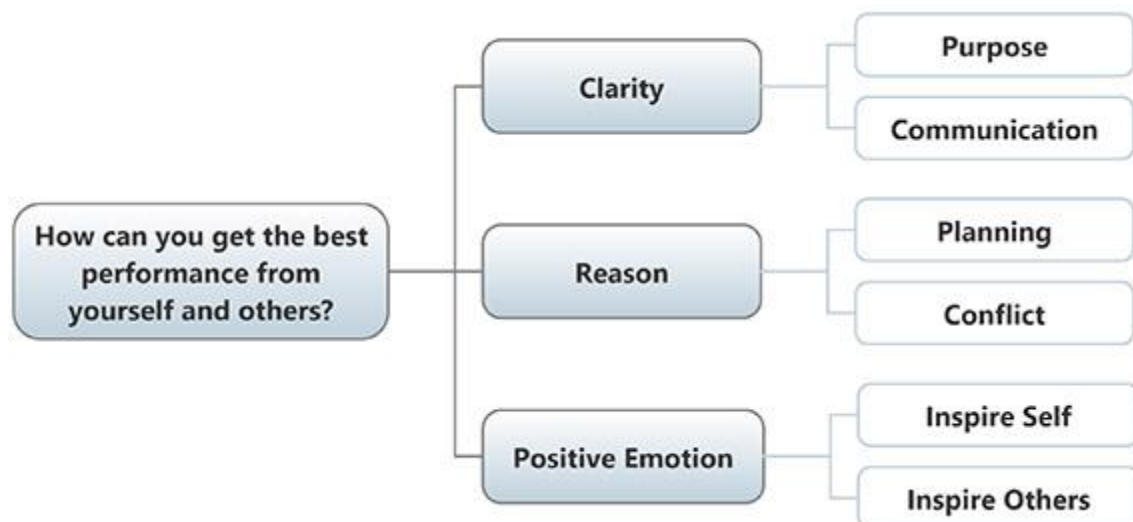 How can you get the best
performance from
yourself and others?
Clarity
Purpose
Communication
Reason
Planning
Conflict
Positive Emotion
Inspire Self
Inspire Others